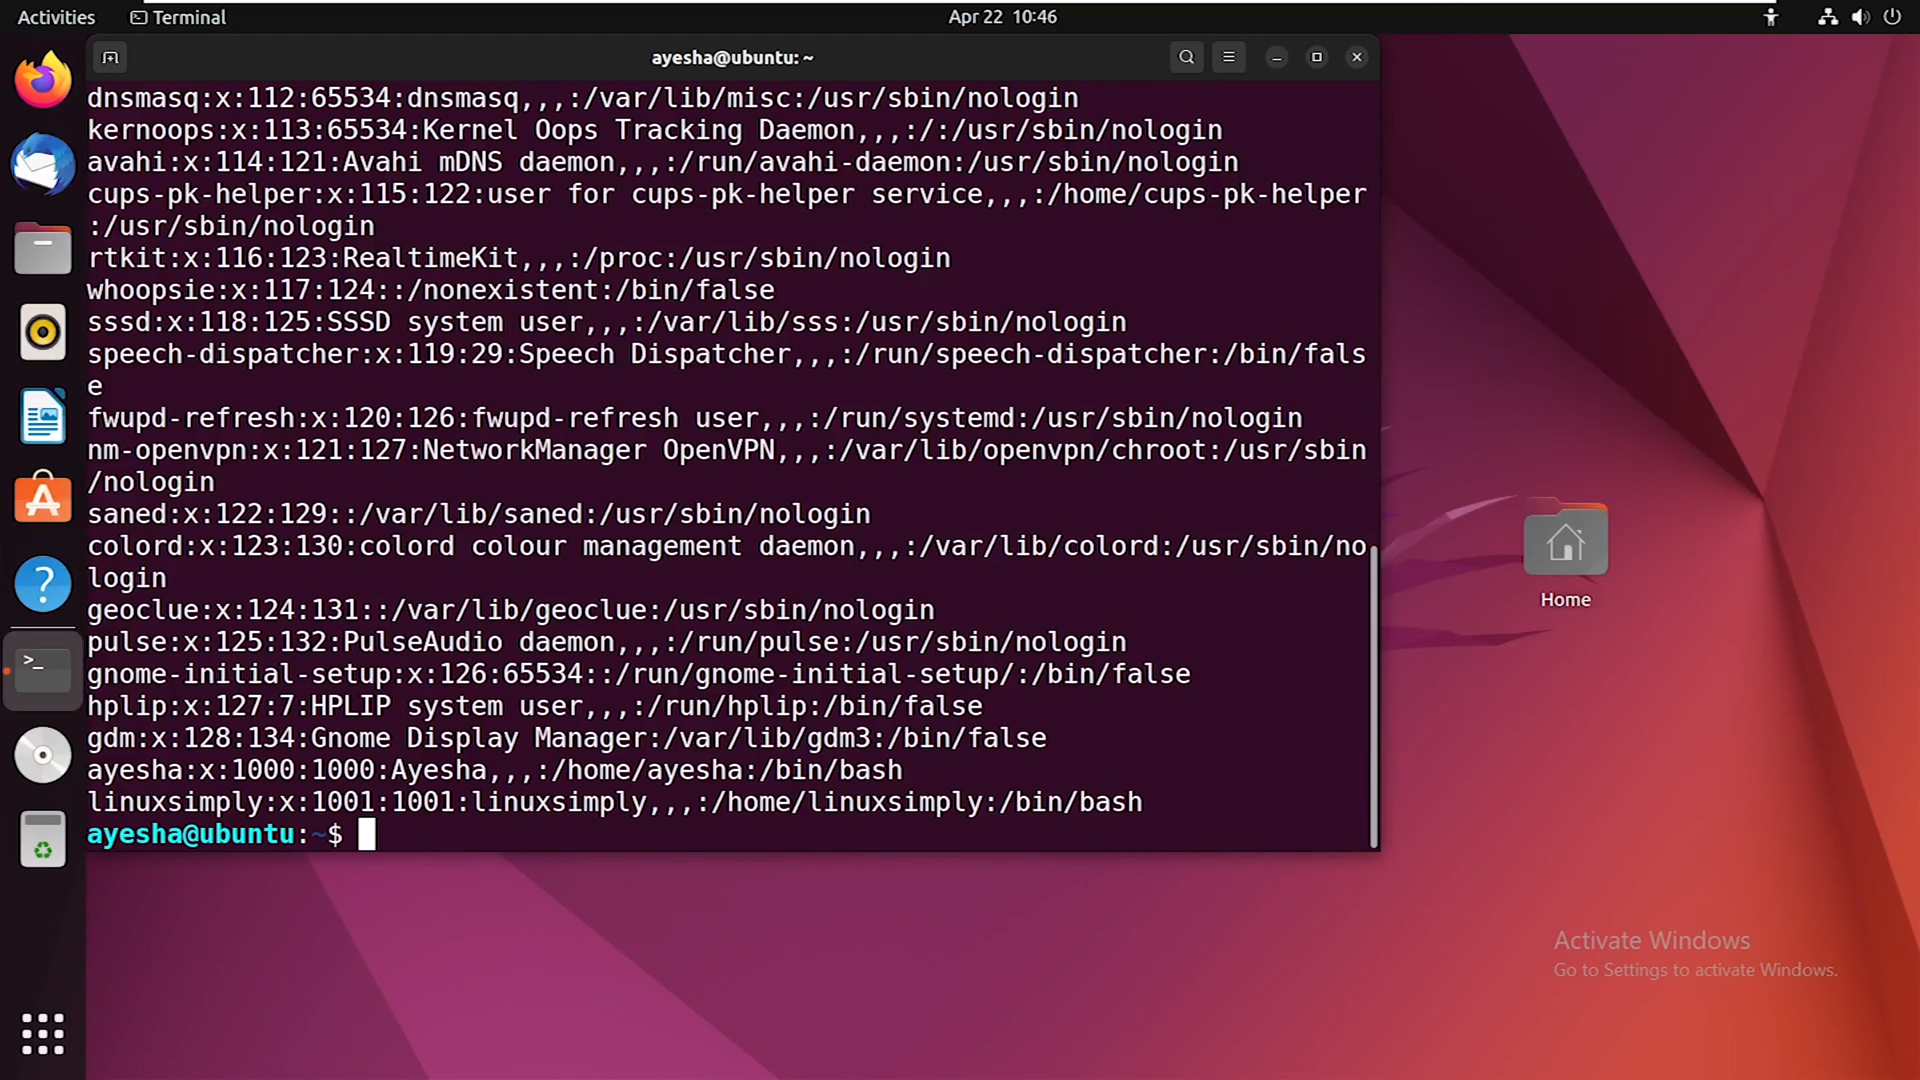 Activities
Terminal
Apr 22 10:46
ayesha@ubuntu: ~
dnsmasq:x:112:65534:dnsmasq,,,:/var/lib/misc:/usr/sbin/nologin
kernoops:x:113:65534:Kernel Oops Tracking Daemon,,,:/:/usr/sbin/nologin
avahi:x:114:121:Avahi mDNS daemon,,,:/run/avahi-daemon:/usr/sbin/nologin
cups-pk-helper:x:115:122:user for cups-pk-helper service,,,:/home/cups-pk-helper
:/usr/sbin/nologin
rtkit:x:116:123:RealtimeKit,,,:/proc:/usr/sbin/nologin
whoopsie:x:117:124::/nonexistent:/bin/false
sssd:x:118:125:SSSD system user,,,:/var/lib/sss:/usr/sbin/nologin
speech-dispatcher:x:119:29:Speech Dispatcher,,,:/run/speech-dispatcher:/bin/fals
e
fwupd-refresh:x:120:126:fwupd-refresh user,,,:/run/systemd:/usr/sbin/nologin
nm-openvpn:x:121:127:NetworkManager OpenVPN,,,:/var/lib/openvpn/chroot:/usr/sbin
/nologin
saned:x:122:129::/var/lib/saned:/usr/sbin/nologin
colord:x:123:130:colord colour management daemon,,,:/var/lib/colord:/usr/sbin/no
login
geoclue:x:124:131::/var/lib/geoclue:/usr/sbin/nologin
pulse:x:125:132:PulseAudio daemon,,,:/run/pulse:/usr/sbin/nologin
gnome-initial-setup:x:126:65534::/run/gnome-initial-setup/:/bin/false
hplip:x:127:7:HPLIP system user,,,:/run/hplip:/bin/false
gdm:x:128:134:Gnome Display Manager:/var/lib/gdm3:/bin/false
ayesha:x:1000:1000:Ayesha,,,:/home/ayesha:/bin/bash
linuxsimply:x:1001:1001:linuxsimply,,,:/home/linuxsimply:/bin/bash
ayesha@ubuntu:~$
Home
Activate Windows
Go to Settings to activate Windows.